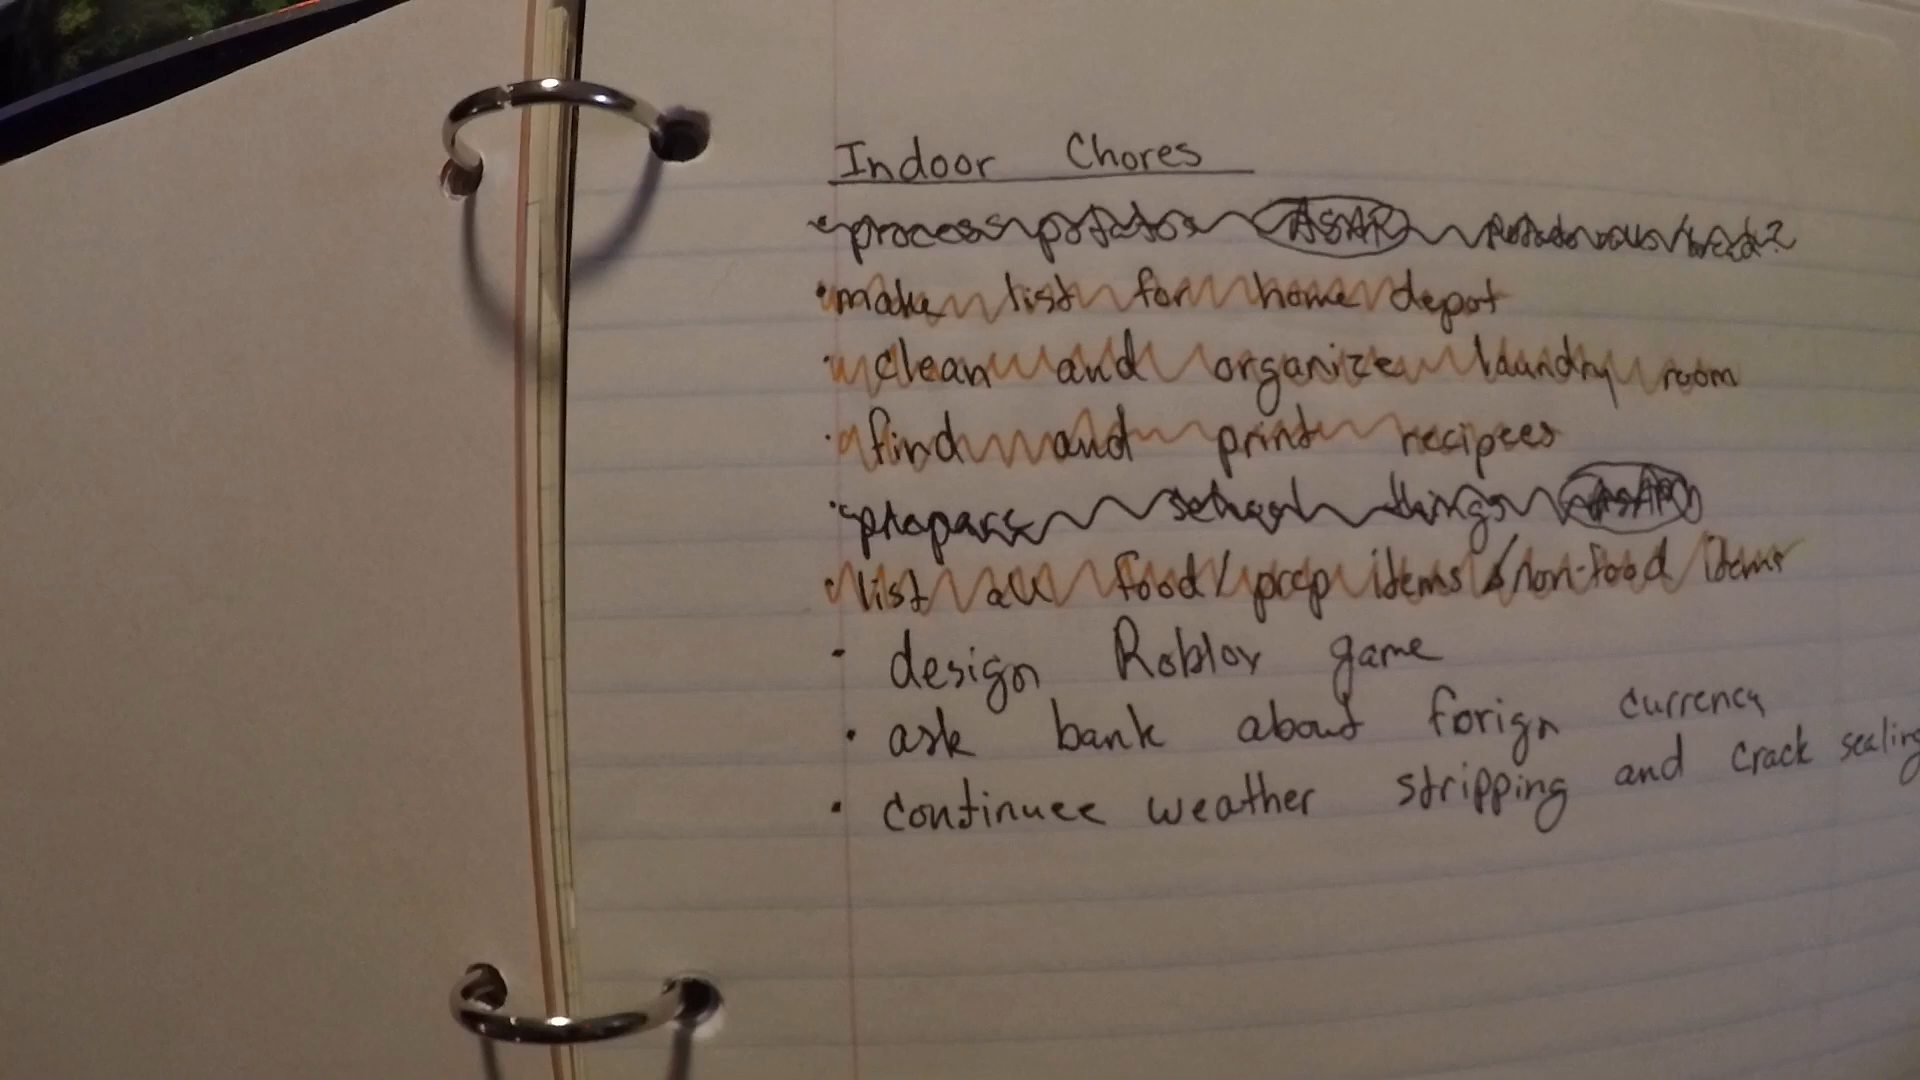 Indoor Chores
• process potatos ASAP
• make list for home depot
• clean and organize laundry room
• find and print recipees
• prepare school things ASAP
• list all food/prep items/non-food items
• design Roblox game
• ask bank about forign currency
• continuee weather stripping and crack sealing